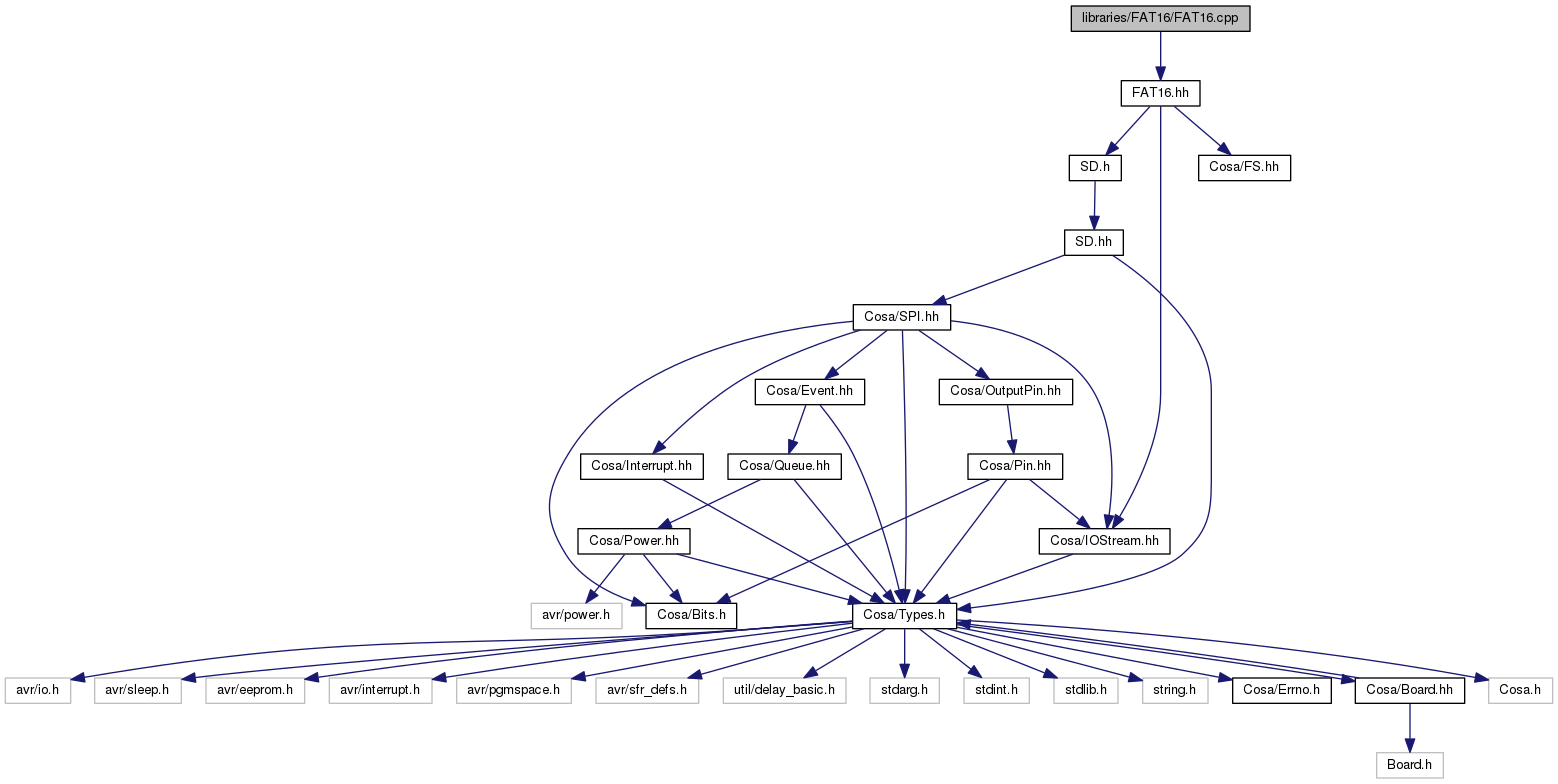 libraries/FAT16/FAT16.cpp
FAT16.hh
SD.h
Cosa/FS.hh
SD.hh
Cosa/SPI.hh
Cosa/Event.hh
Cosa/OutputPin.hh
Cosa/Interrupt.hh
Cosa/Queue.hh
Cosa/Pin.hh
Cosa/Power.hh
Cosa/IOStream.hh
avr/power.h
Cosa/Bits.h
Cosa/Types.h
avr/io.h
avr/sleep.h
avr/eeprom.h
avr/interrupt.h
avr/pgmspace.h
avr/sfr_defs.h
util/delay_basic.h
stdarg.h
stdint.h
stdlib.h
string.h
Cosa/Errno.h
Cosa/Board.hh
Cosa.h
Board.h